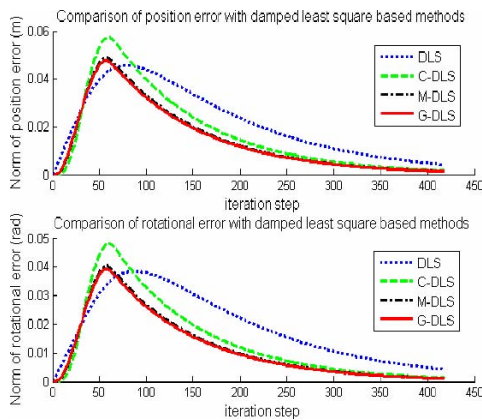 Comparison of position error with damped least square based methods
Norm of position error (m)
0.06
0.04
0.02
0
DLS
C-DLS
M-DLS
G-DLS
0 50 100 150 200 250 300 350 400 450
iteration step
Comparison of rotational error with damped least square based methods
Norm of rotational error (rad)
0.05
0.04
0.03
0.02
0.01
0
DLS
C-DLS
M-DLS
G-DLS
0 50 100 150 200 250 300 350 400 450
iteration step